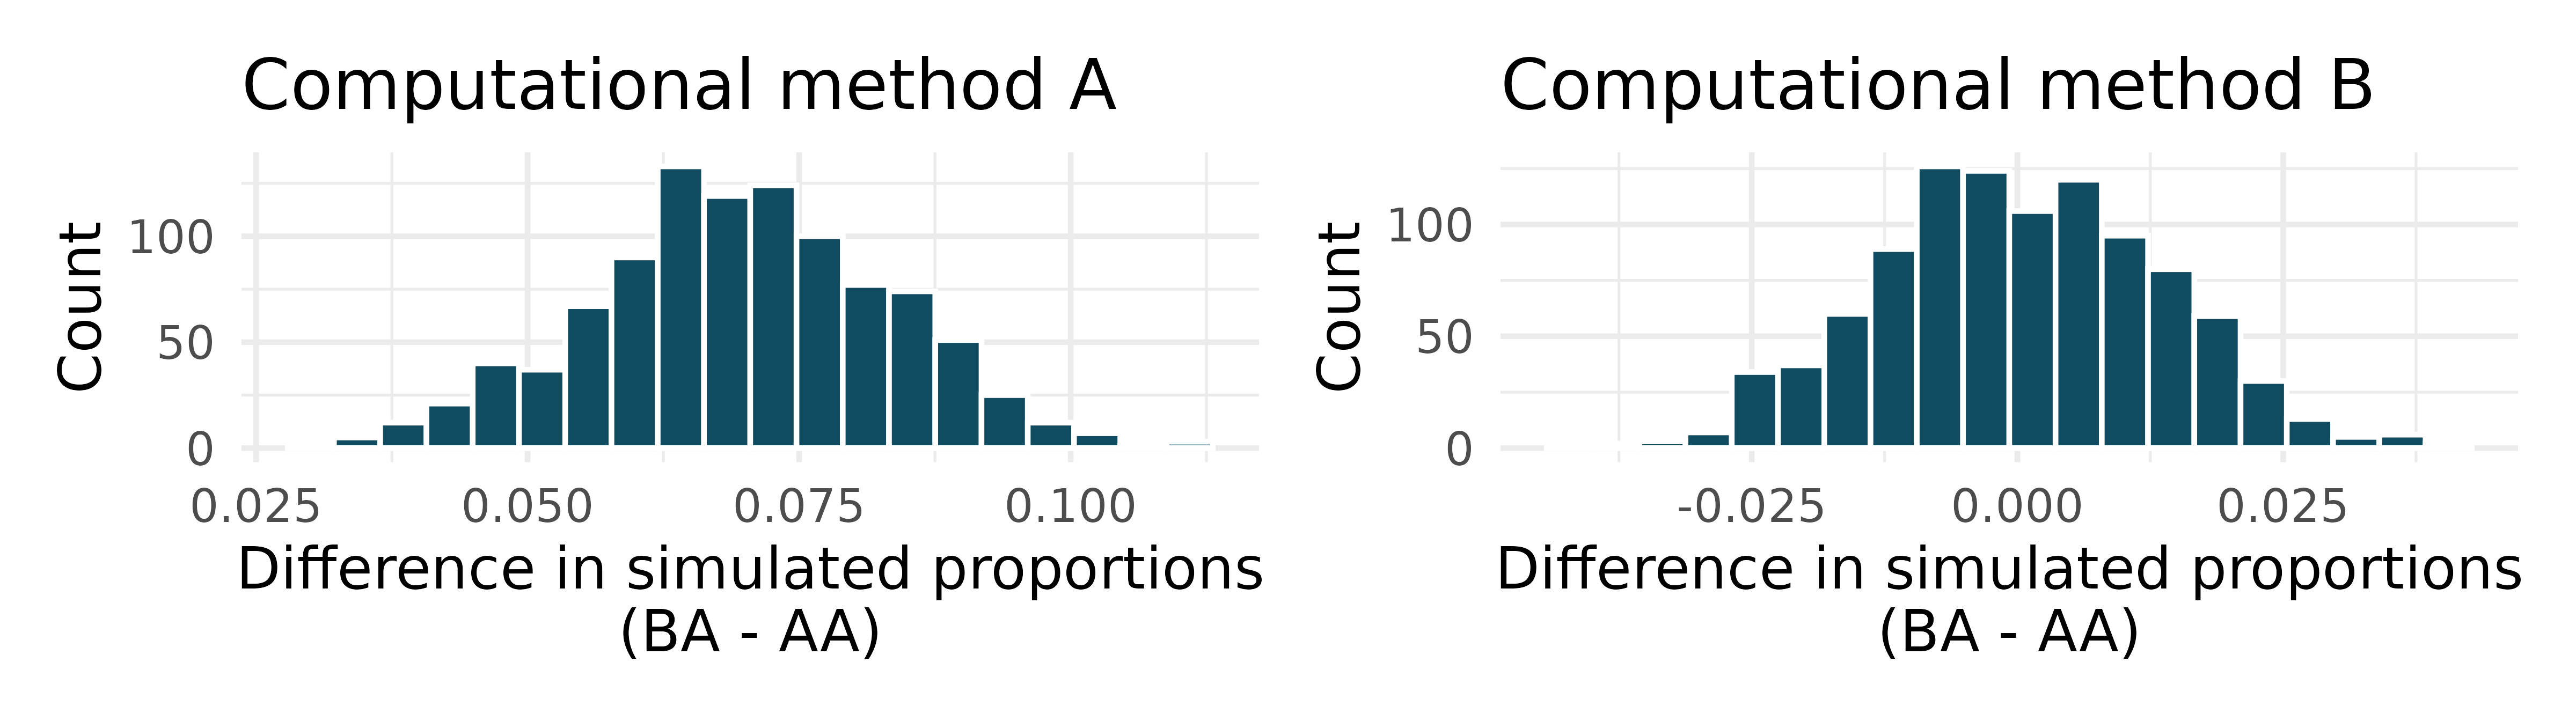 Computational method A
Count
100
50
0
0.025 0.050 0.075 0.100
Difference in simulated proportions
(BA - AA)
Computational method B
Count
100
50
0
-0.025 0.000 0.025
Difference in simulated proportions
(BA - AA)